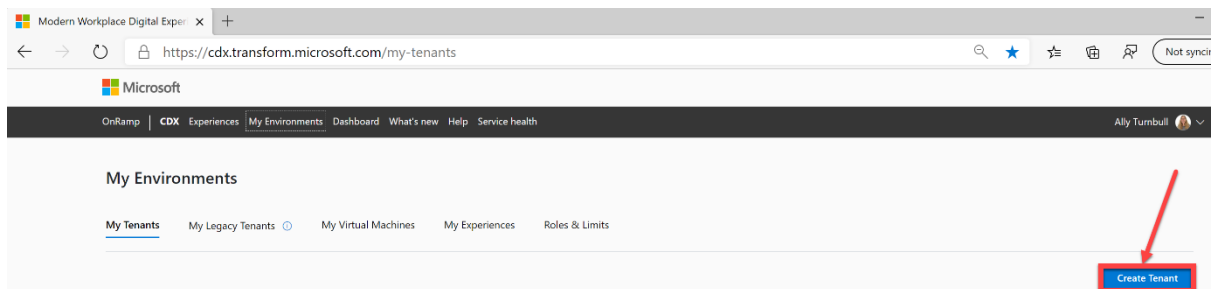 Modern Workplace Digital Exper
https://cdx.transform.microsoft.com/my-tenants
Not syncin
Microsoft
OnRamp | CDX Experiences My Environments Dashboard What's new Help Service health Ally Turnbull
My Environments
My Tenants My Legacy Tenants My Virtual Machines My Experiences Roles & Limits
Create Tenant